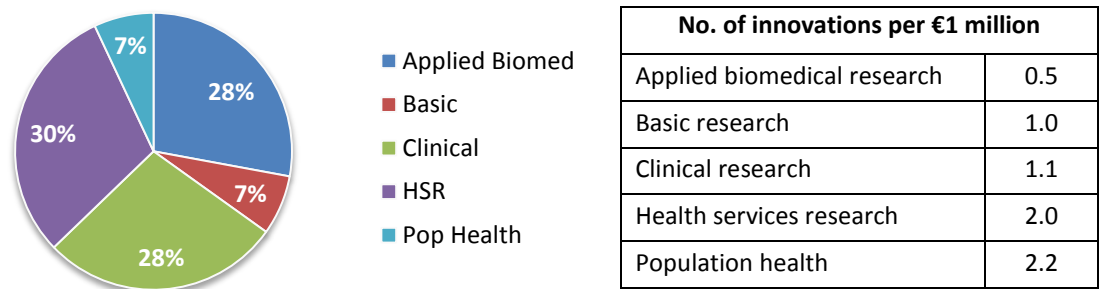 7%
28%
30%
7%
28%
Applied Biomed
Basic
Clinical
HSR
Pop Health
No. of innovations per €1 million
Applied biomedical research 0.5
Basic research 1.0
Clinical research 1.1
Health services research 2.0
Population health 2.2